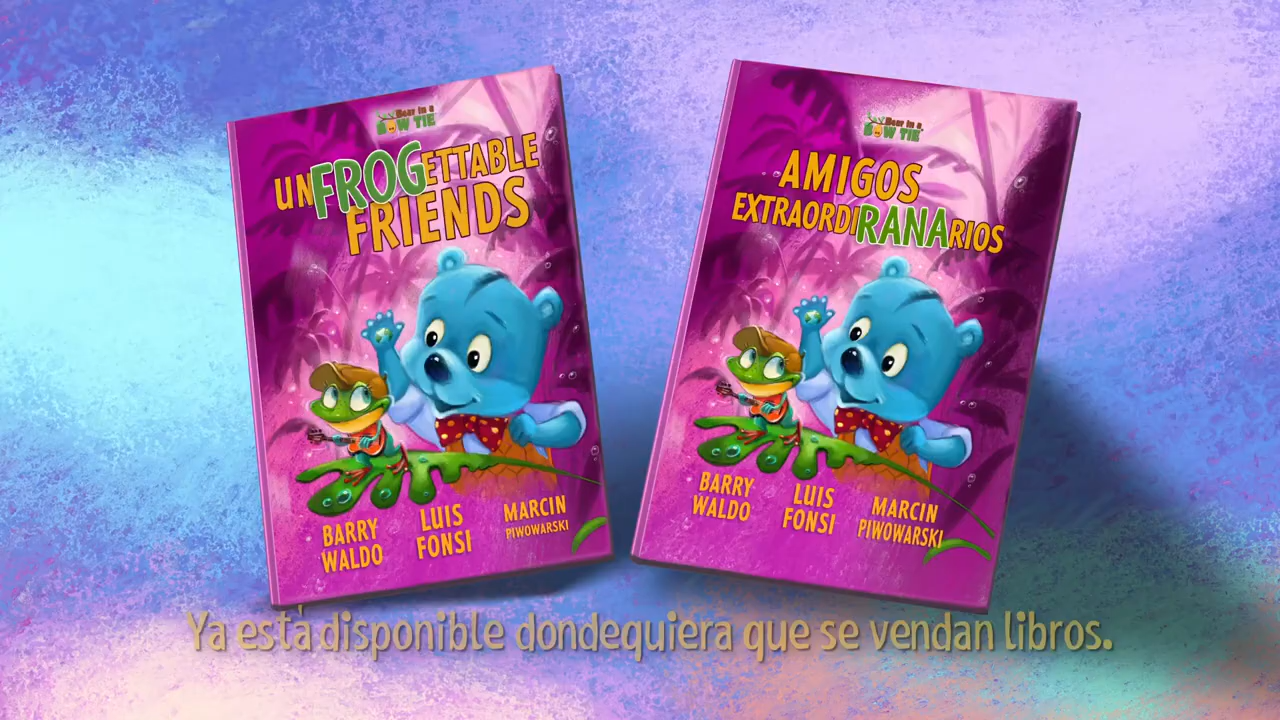 Bear in a
BOW TIE
UNFROGETTABLE
FRIENDS
BARRY
WALDO
LUIS
FONSI
MARCIN
PIWOWARSKI
Bear in a
BOW TIE
AMIGOS
EXTRAORDIRANARIOS
BARRY
WALDO
LUIS
FONSI
MARCIN
PIWOWARSKI
Ya está disponible dondequiera que se vendan libros.